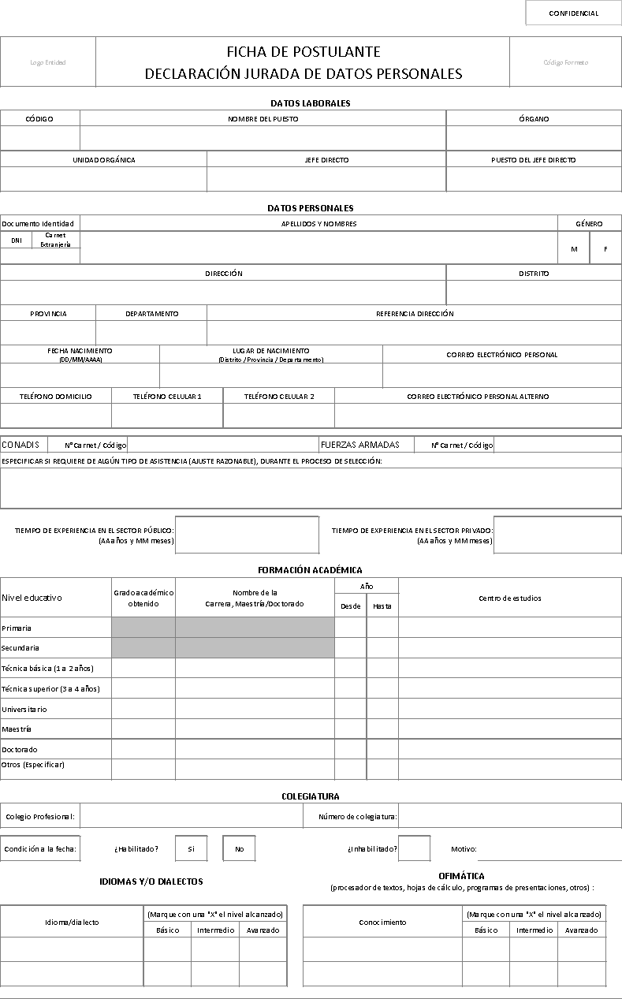 CONFIDENCIAL
Logo Entidad
FICHA DE POSTULANTE
DECLARACIÓN JURADA DE DATOS PERSONALES
Código Formato
DATOS LABORALES
CÓDIGO NOMBRE DEL PUESTO ÓRGANO
UNIDAD ORGÁNICA JEFE DIRECTO PUESTO DEL JEFE DIRECTO
DATOS PERSONALES
Documento Identidad APELLIDOS Y NOMBRES GÉNERO
DNI Carnet Extranjería M F
DIRECCIÓN DISTRITO
PROVINCIA DEPARTAMENTO REFERENCIA DIRECCIÓN
FECHA NACIMIENTO LUGAR DE NACIMIENTO CORREO ELECTRÓNICO PERSONAL
(DD/MM/AAAA) (Distrito / Provincia / Departamento)
TELÉFONO DOMICILIO TELÉFONO CELULAR 1 TELÉFONO CELULAR 2 CORREO ELECTRÓNICO PERSONAL ALTERNO
CONADIS N° Carnet / Código FUERZAS ARMADAS N° Carnet / Código
ESPECIFICAR SI REQUIERE DE ALGÚN TIPO DE ASISTENCIA (AJUSTE RAZONABLE), DURANTE EL PROCESO DE SELECCIÓN:
TIEMPO DE EXPERIENCIA EN EL SECTOR PÚBLICO: TIEMPO DE EXPERIENCIA EN EL SECTOR PRIVADO:
(AA años y MM meses) (AA años y MM meses)
FORMACIÓN ACADÉMICA
Nivel educativo Grado académico obtenido Nombre de la Carrera, Maestría/Doctorado Año Centro de estudios
Desde Hasta
Primaria
Secundaria
Técnica básica (1 a 2 años)
Técnica superior (3 a 4 años)
Universitario
Maestría
Doctorado
Otros (Especificar)
COLEGIATURA
Colegio Profesional: Número de colegiatura:
Condición a la fecha: ¿Habilitado? Si No ¿Inhabilitado? Motivo:
IDIOMAS Y/O DIALECTOS
OFIMÁTICA
(procesador de textos, hojas de cálculo, programas de presentaciones, otros) :
Idioma/dialecto (Marque con una "X" el nivel alcanzado) Conocimiento (Marque con una "X" el nivel alcanzado)
Básico Intermedio Avanzado Básico Intermedio Avanzado